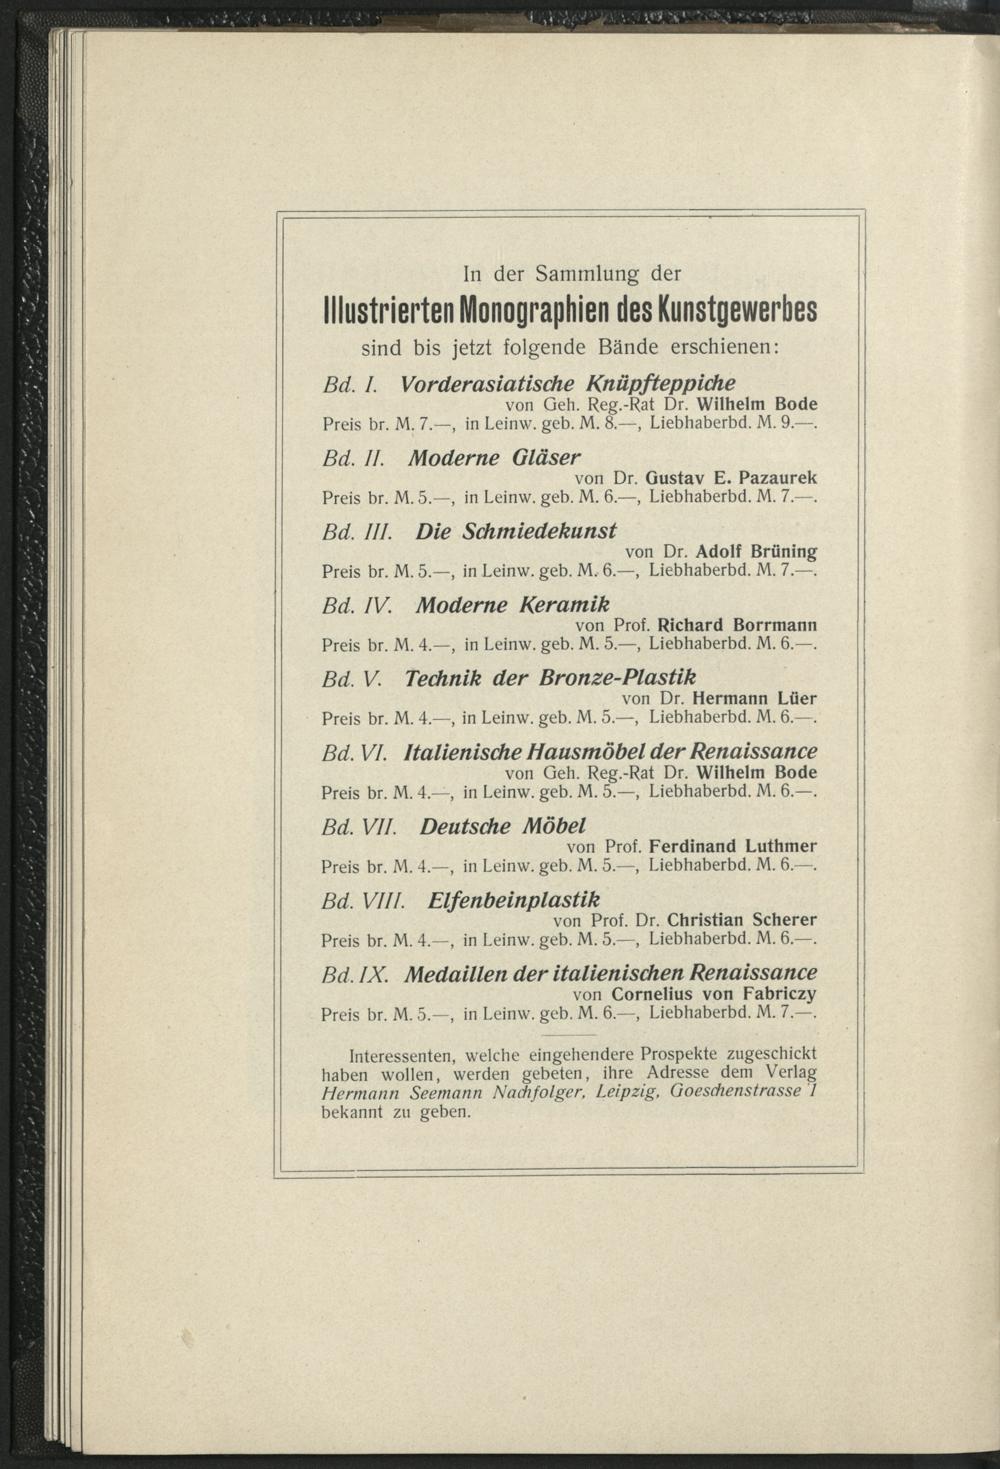 In der Sammlung der
Illustrierten Monographien des Kunstgewerbes
sind bis jetzt folgende Bände erschienen:
Bd. I. Vorderasiatische Knüpfteppiche
von Geh. Reg.-Rat Dr. Wilhelm Bode
Preis br. M. 7.—, in Leinw. geb. M. 8.—, Liebhaberbd. M. 9.—.
Bd. II. Moderne Gläser
von Dr. Gustav E. Pazaurek
Preis br. M. 5.—, in Leinw. geb. M. 6.—, Liebhaberbd. M. 7.—.
Bd. III. Die Schmiedekunst
von Dr. Adolf Brüning
Preis br. M. 5.—, in Leinw. geb. M. 6.—, Liebhaberbd. M. 7.—.
Bd. IV. Moderne Keramik
von Prof. Richard Borrmann
Preis br. M. 4.—, in Leinw. geb. M. 5.—, Liebhaberbd. M. 6.—.
Bd. V. Technik der Bronze-Plastik
von Dr. Hermann Lüer
Preis br. M. 4.—, in Leinw. geb. M. 5.—, Liebhaberbd. M. 6.—.
Bd. VI. Italienische Hausmöbel der Renaissance
von Geh. Reg.-Rat Dr. Wilhelm Bode
Preis br. M. 4.—, in Leinw. geb. M. 5.—, Liebhaberbd. M. 6.—.
Bd. VII. Deutsche Möbel
von Prof. Ferdinand Luthmer
Preis br. M. 4.—, in Leinw. geb. M. 5.—, Liebhaberbd. M. 6.—.
Bd. VIII. Elfenbeinplastik
von Prof. Dr. Christian Scherer
Preis br. M. 4.—, in Leinw. geb. M. 5.—, Liebhaberbd. M. 6.—.
Bd. IX. Medaillen der italienischen Renaissance
von Cornelius von Fabriczy
Preis br. M. 5.—, in Leinw. geb. M. 6.—, Liebhaberbd. M. 7.—.
Interessenten, welche eingehendere Prospekte zugeschickt
haben wollen, werden gebeten, ihre Adresse dem Verlag
Hermann Seemann Nachfolger, Leipzig, Goeschenstrasse 1
bekannt zu geben.